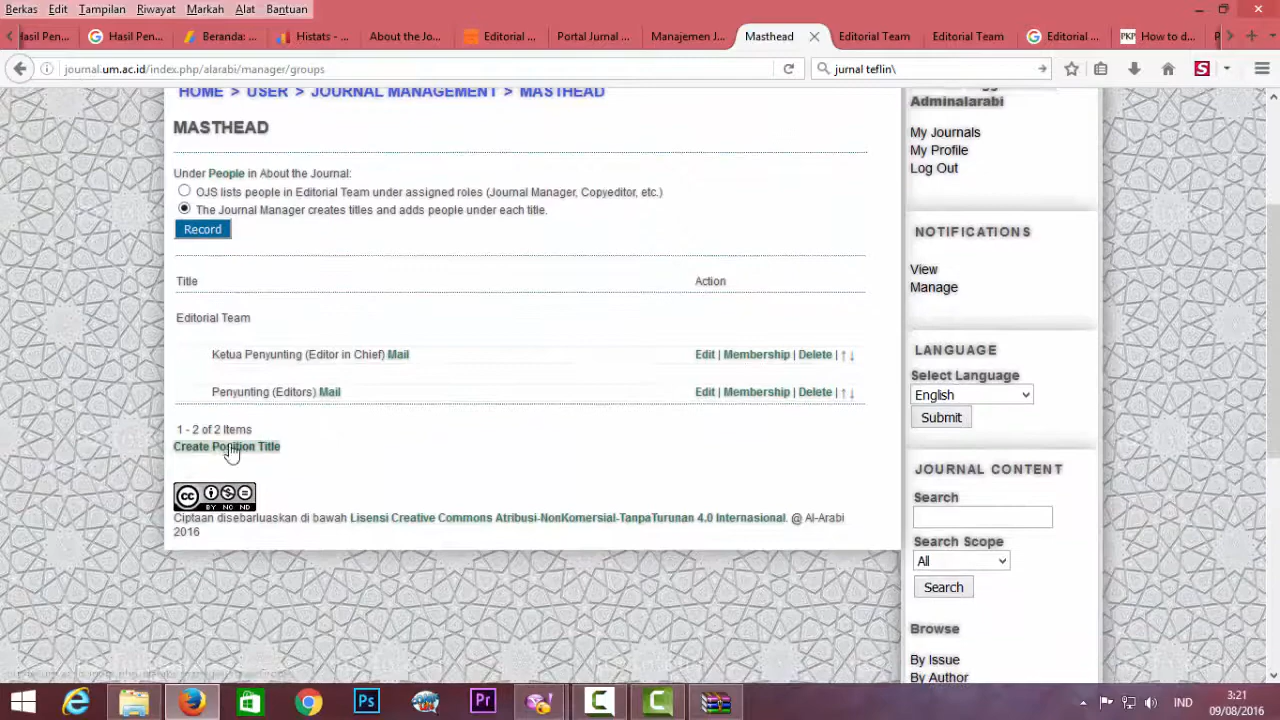 Berkas Edit Tampilan Riwayat Markah Alat Bantuan
Hasil Pen... Hasil Pen... Beranda: ... Histats - ... About the Jo... Editorial ... Portal Jurnal ... Manajemen J... Masthead Editorial Team Editorial Team Editorial ... PKP How to d...
journal.um.ac.id/index.php/alarabi/manager/groups jurnal teflin\
HOME > USER > JOURNAL MANAGEMENT > MASTHEAD
MASTHEAD
Under People in About the Journal:
OJS lists people in Editorial Team under assigned roles (Journal Manager, Copyeditor, etc.)
The Journal Manager creates titles and adds people under each title.
Record
Title Action
Editorial Team
Ketua Penyunting (Editor in Chief) Mail Edit | Membership | Delete | ↑ ↓
Penyunting (Editors) Mail Edit | Membership | Delete | ↑ ↓
1 - 2 of 2 Items
Create Position Title
cc BY NC ND
Ciptaan disebarluaskan di bawah Lisensi Creative Commons Atribusi-NonKomersial-TanpaTurunan 4.0 Internasional. @ Al-Arabi
2016
Adminalarabi
My Journals
My Profile
Log Out
NOTIFICATIONS
View
Manage
LANGUAGE
Select Language
English
Submit
JOURNAL CONTENT
Search
Search Scope
All
Search
Browse
By Issue
By Author
Ps Pr IND 3:21
09/08/2016